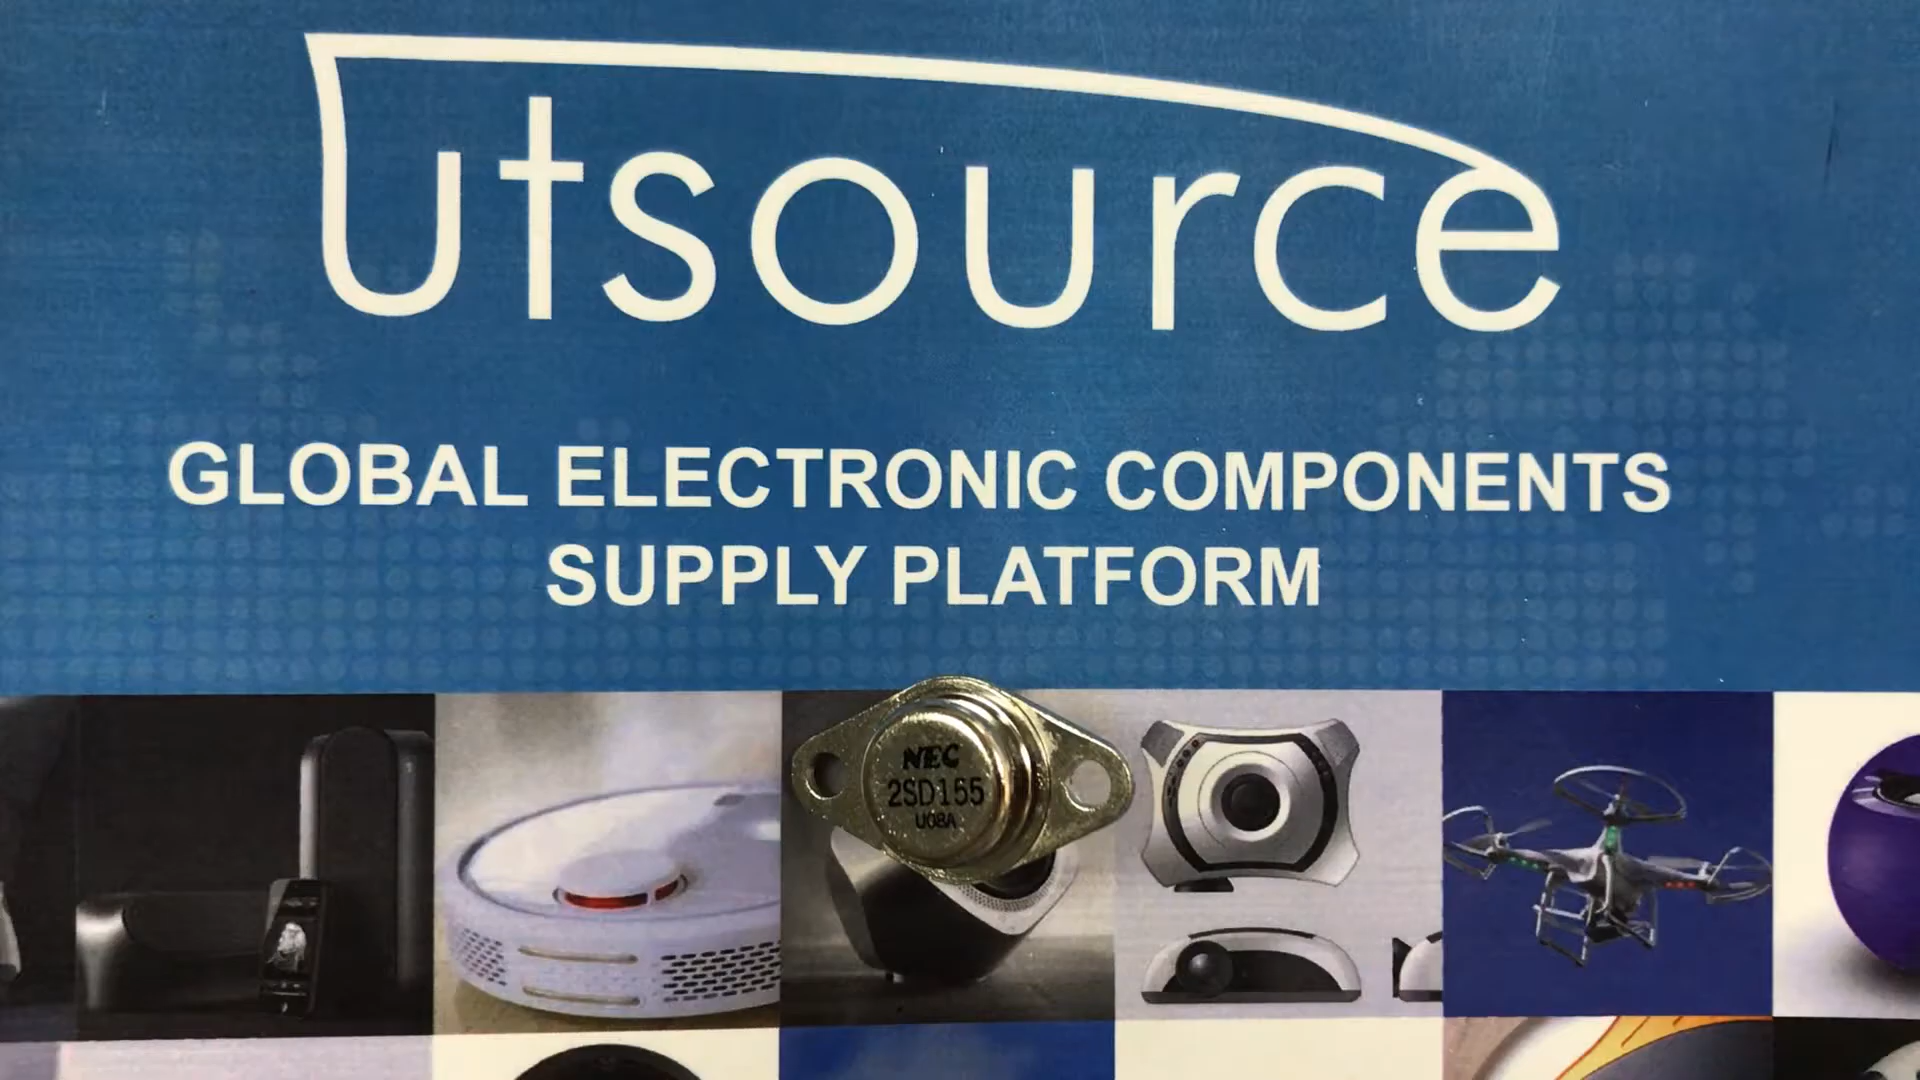 Utsource
GLOBAL ELECTRONIC COMPONENTS
SUPPLY PLATFORM
NEC
2SD155
U08A